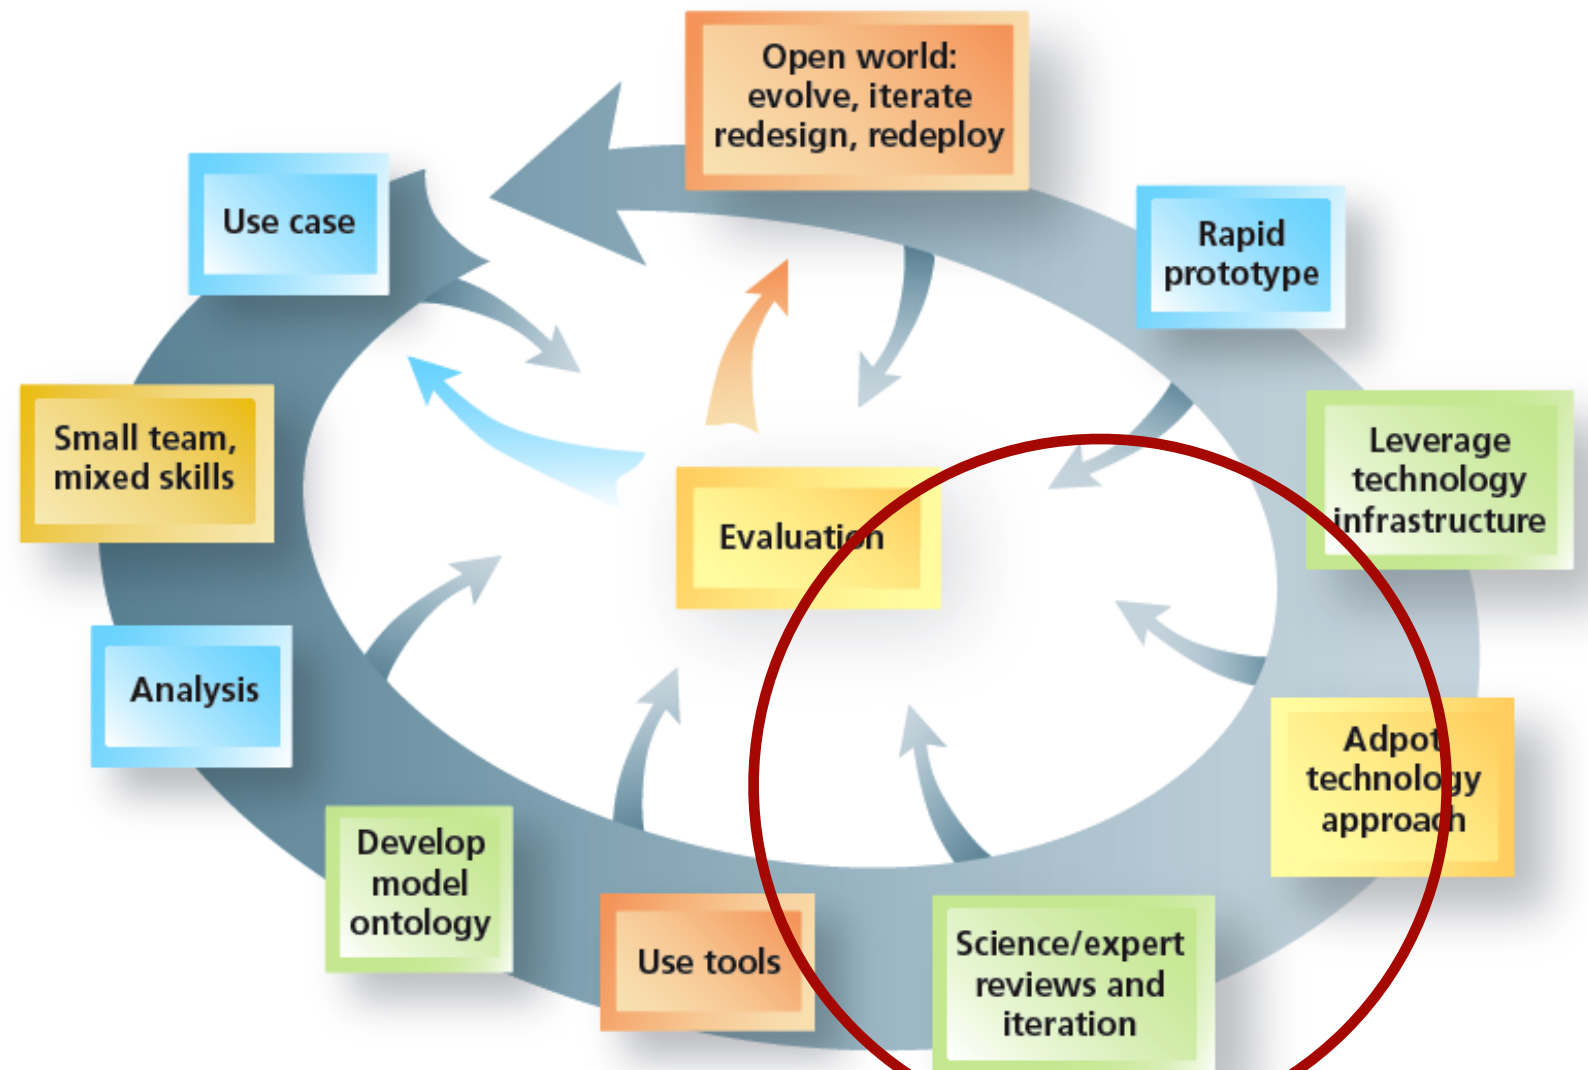 Open world:
evolve, iterate
redesign, redeploy
Use case
Rapid
prototype
Small team,
mixed skills
Leverage
technology
infrastructure
Evaluation
Analysis
Adpot
technology
approach
Develop
model
ontology
Use tools
Science/expert
reviews and
iteration